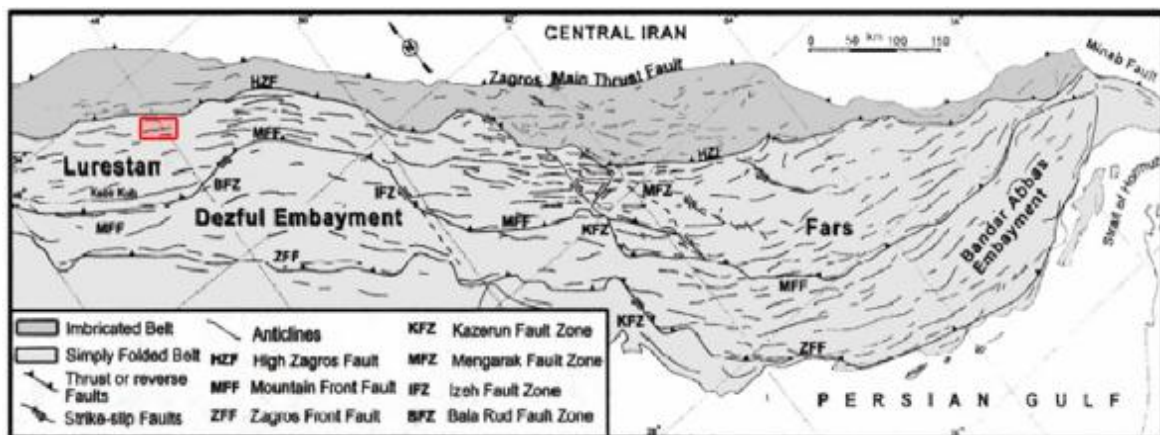 CENTRAL IRAN
km
0 50 100 150
Minab Fault
Zagros Main Thrust Fault
HZF
MFF
HZF
Lurestan
BFZ
MFZ
IFZ
Dezful Embayment
MFF
MFF
KFZ
Fars
Bandar Abbas
Embayment
Strait of Hormuz
ZFF
MFF
KFZ
ZFF
Imbricated Belt
Simply Folded Belt
Thrust or reverse
Faults
Strike-slip Faults
Anticlines
HZF High Zagros Fault
MFF Mountain Front Fault
ZFF Zagros Front Fault
KFZ Kazerun Fault Zone
MFZ Mengarak Fault Zone
IFZ Izeh Fault Zone
BFZ Bala Rud Fault Zone
PERSIAN GULF